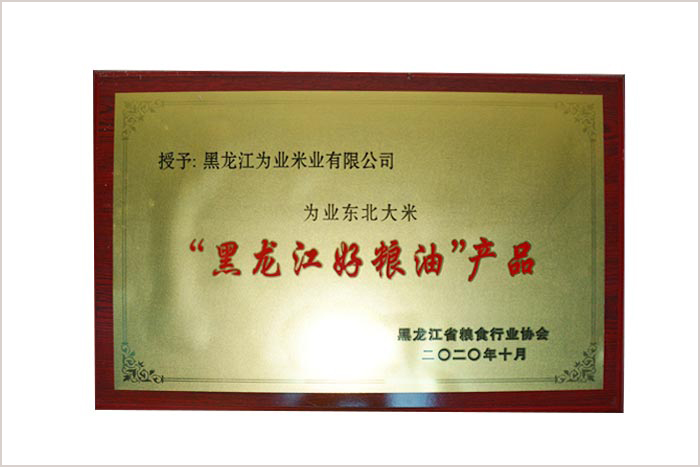 授予: 黑龙江为业米业有限公司
为业东北大米
“黑龙江好粮油”产品
黑龙江省粮食行业协会
二〇二〇年十月